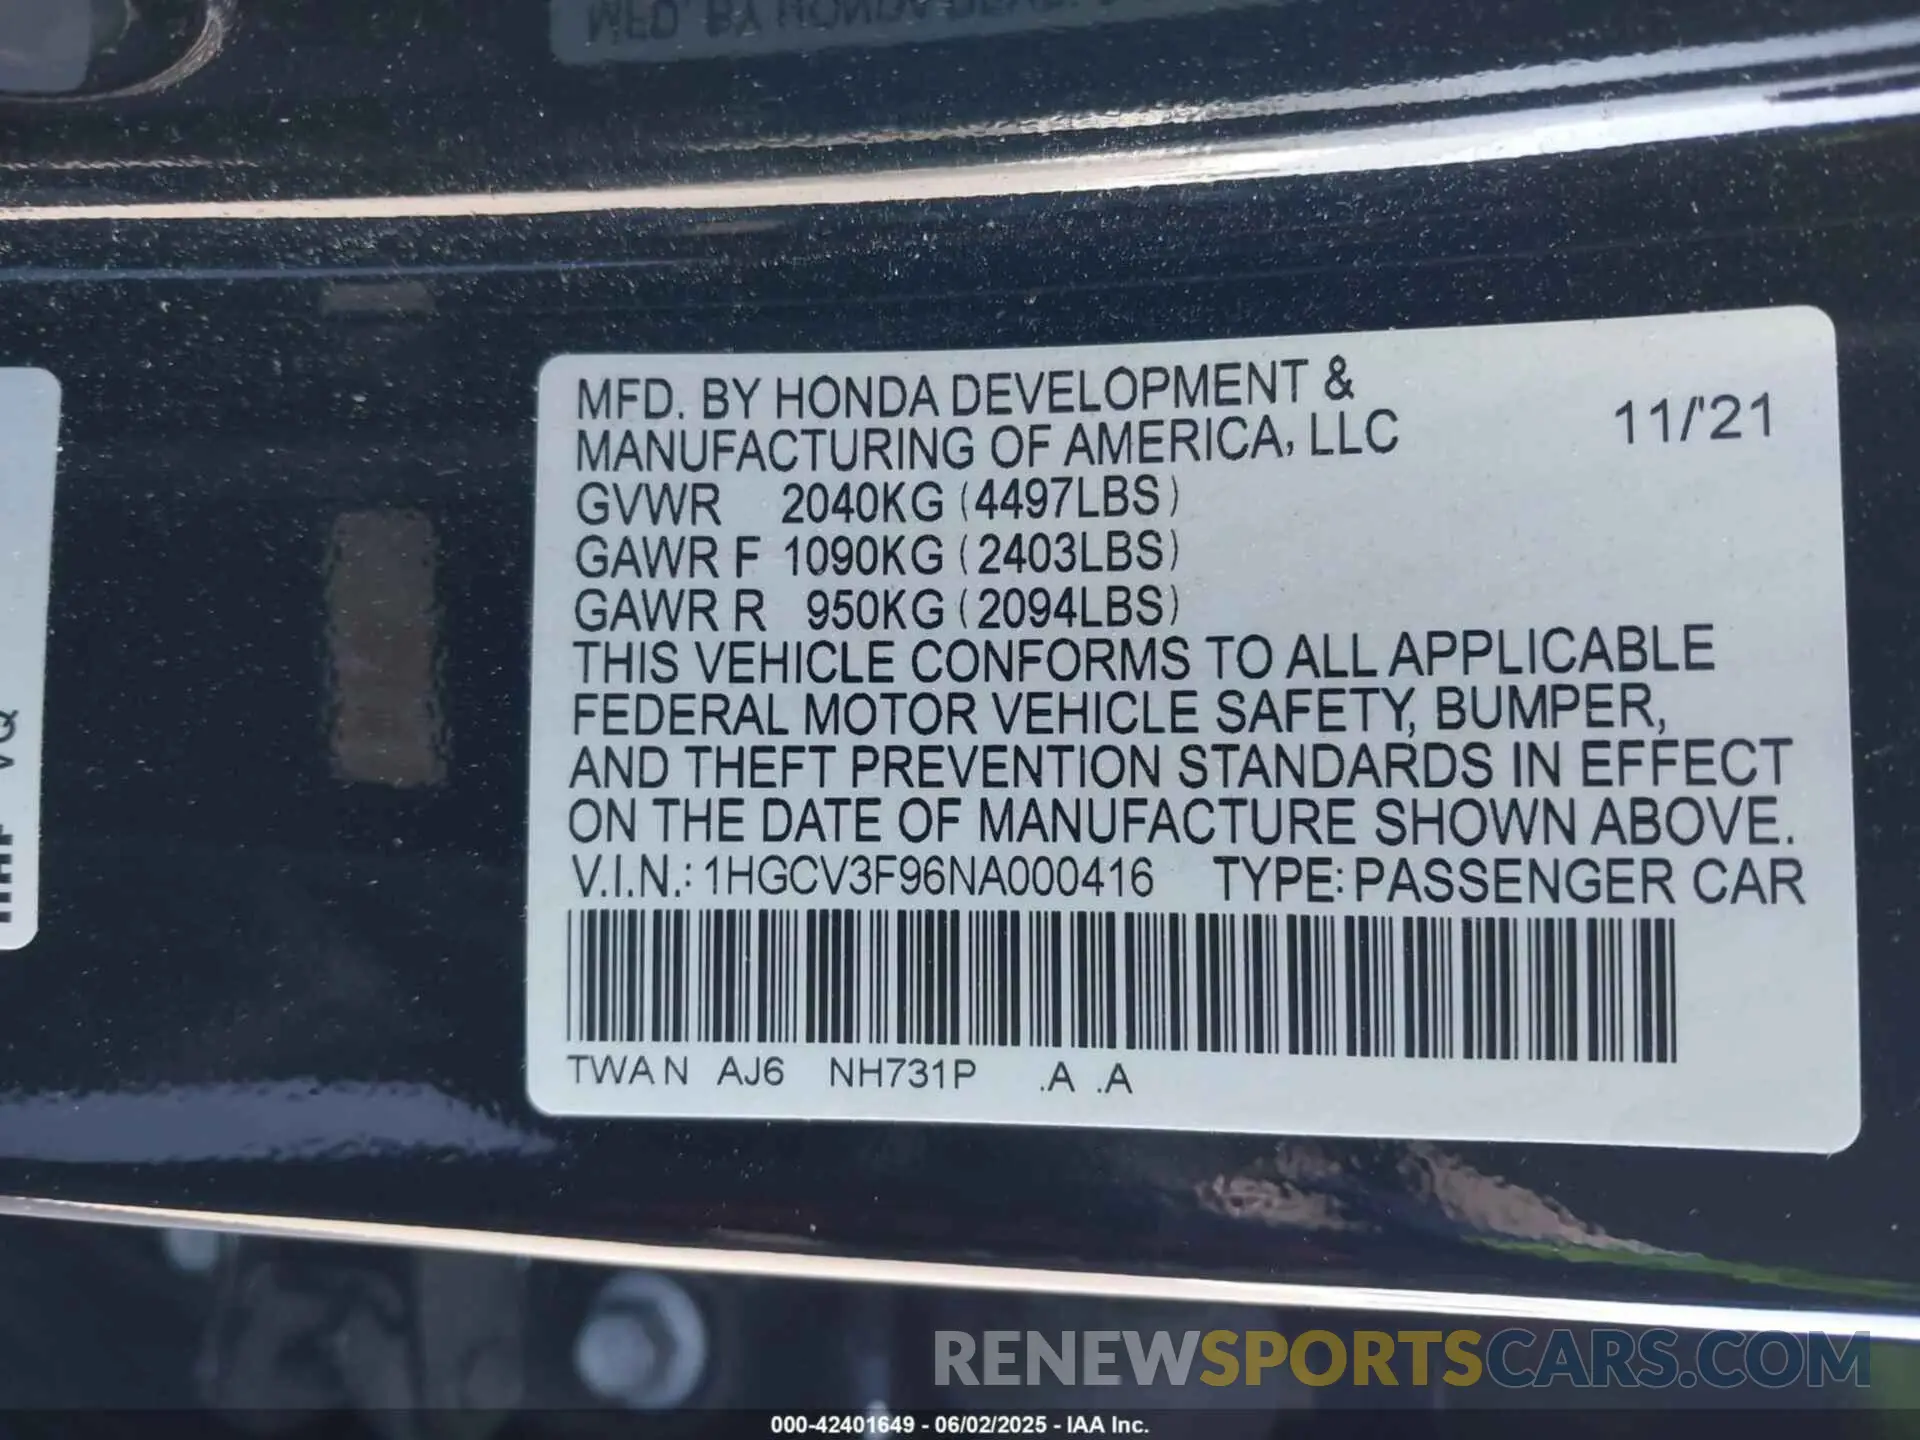 MFD. BY HONDA DEVELOPMENT &
MANUFACTURING OF AMERICA, LLC 11/'21
GVWR 2040KG (4497LBS)
GAWR F 1090KG (2403LBS)
GAWR R 950KG (2094LBS)
THIS VEHICLE CONFORMS TO ALL APPLICABLE
FEDERAL MOTOR VEHICLE SAFETY, BUMPER,
AND THEFT PREVENTION STANDARDS IN EFFECT
ON THE DATE OF MANUFACTURE SHOWN ABOVE.
V.I.N.: 1HGCV3F96NA000416 TYPE: PASSENGER CAR
TWAN AJ6 NH731P .A .A
RENEWSPORTSCARS.COM
000-42401649 - 06/02/2025 - IAA Inc.